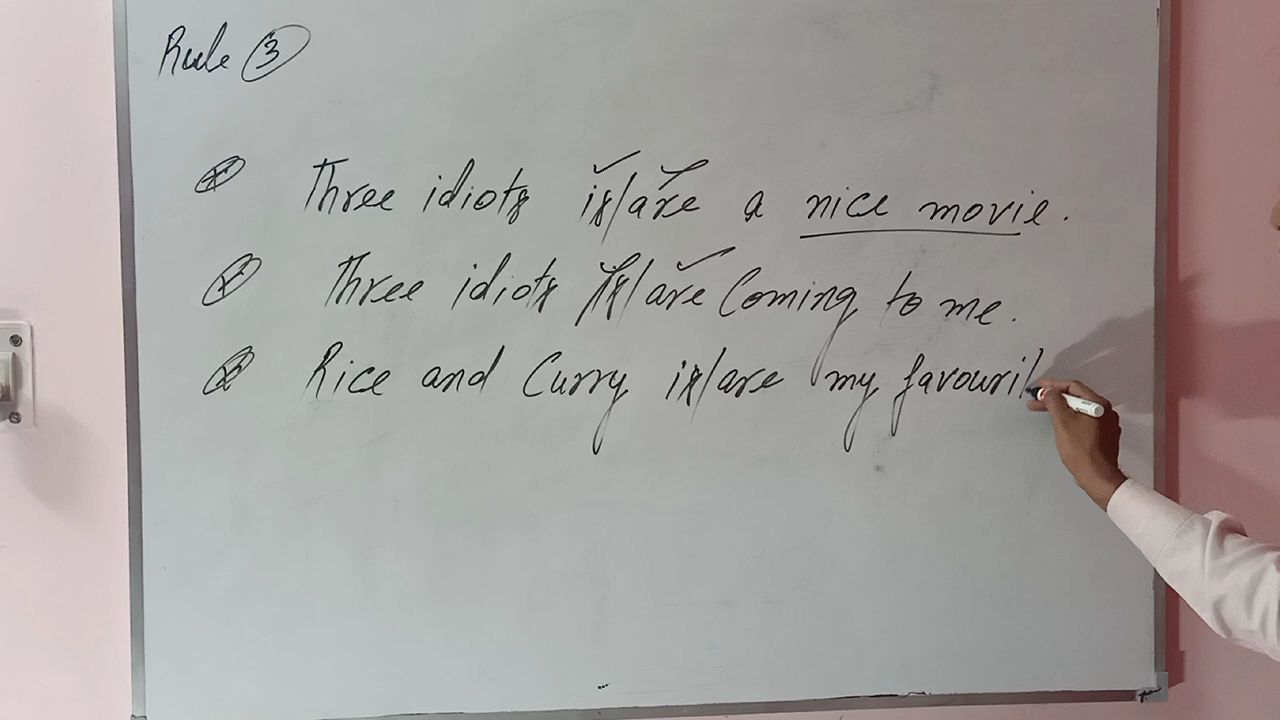 Rule 3
Three idiots is/are a nice movie.
Three idiots is/are Coming to me.
Rice and Curry is/are my favourit